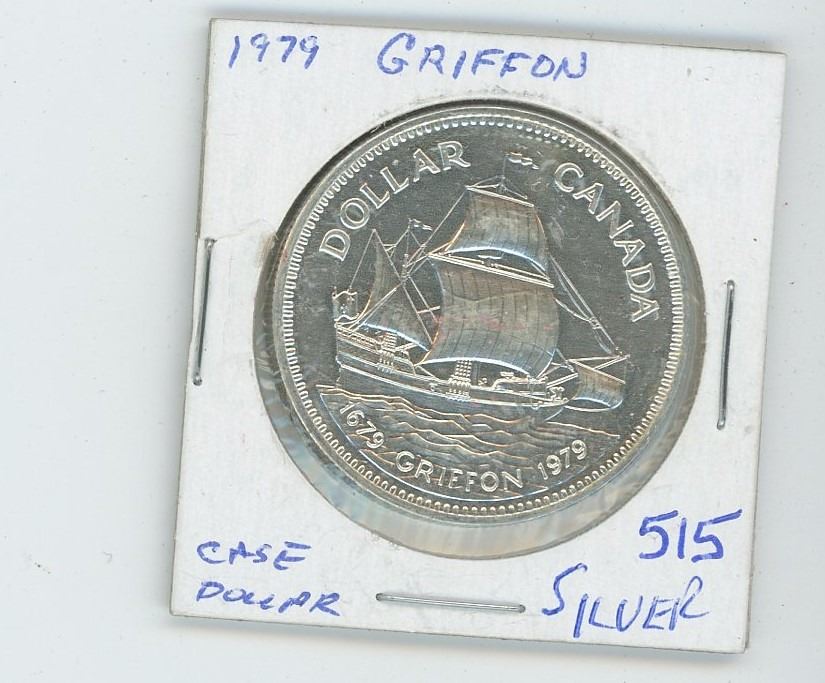 1979 GRIFFON
DOLLAR CANADA
1679 GRIFFON 1979
515
CASE
DOLLAR
SILVER